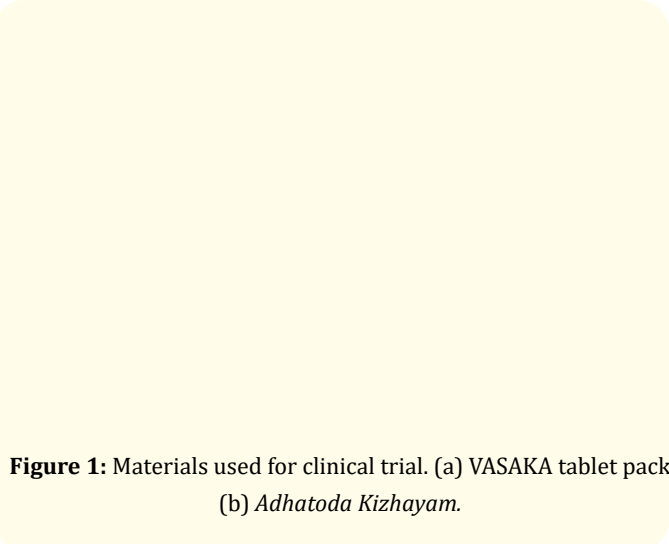 Figure 1: Materials used for clinical trial. (a) VASAKA tablet pack
(b) Adhatoda Kizhayam.